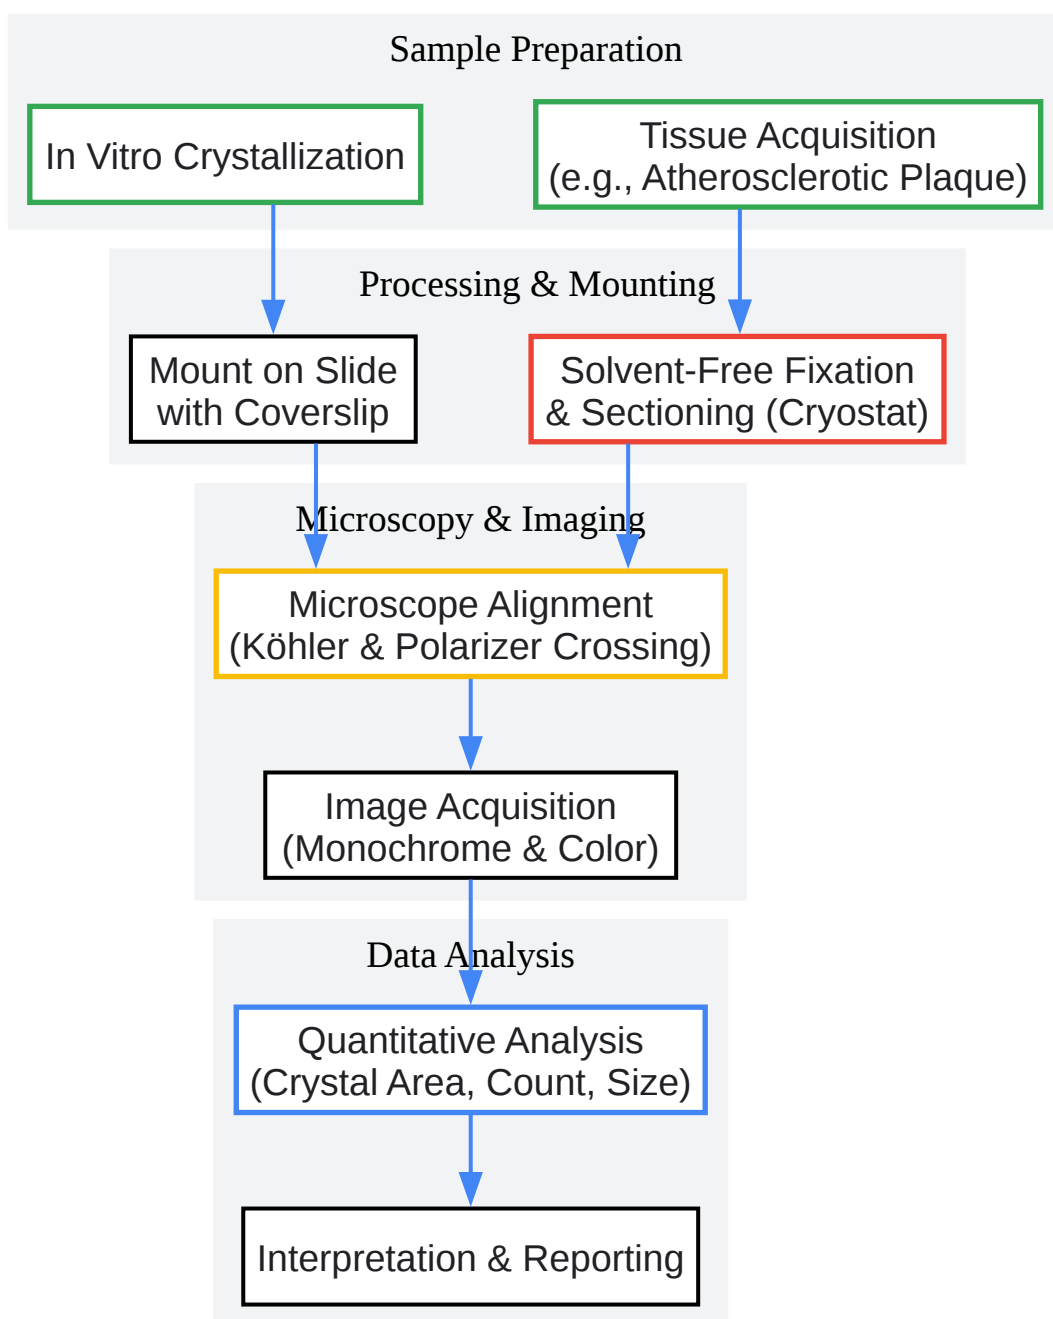 Sample Preparation
In Vitro Crystallization
Tissue Acquisition
(e.g., Atherosclerotic Plaque)
Processing & Mounting
Mount on Slide
with Coverslip
Solvent-Free Fixation
& Sectioning (Cryostat)
Microscopy & Imaging
Microscope Alignment
(Köhler & Polarizer Crossing)
Image Acquisition
(Monochrome & Color)
Data Analysis
Quantitative Analysis
(Crystal Area, Count, Size)
Interpretation & Reporting